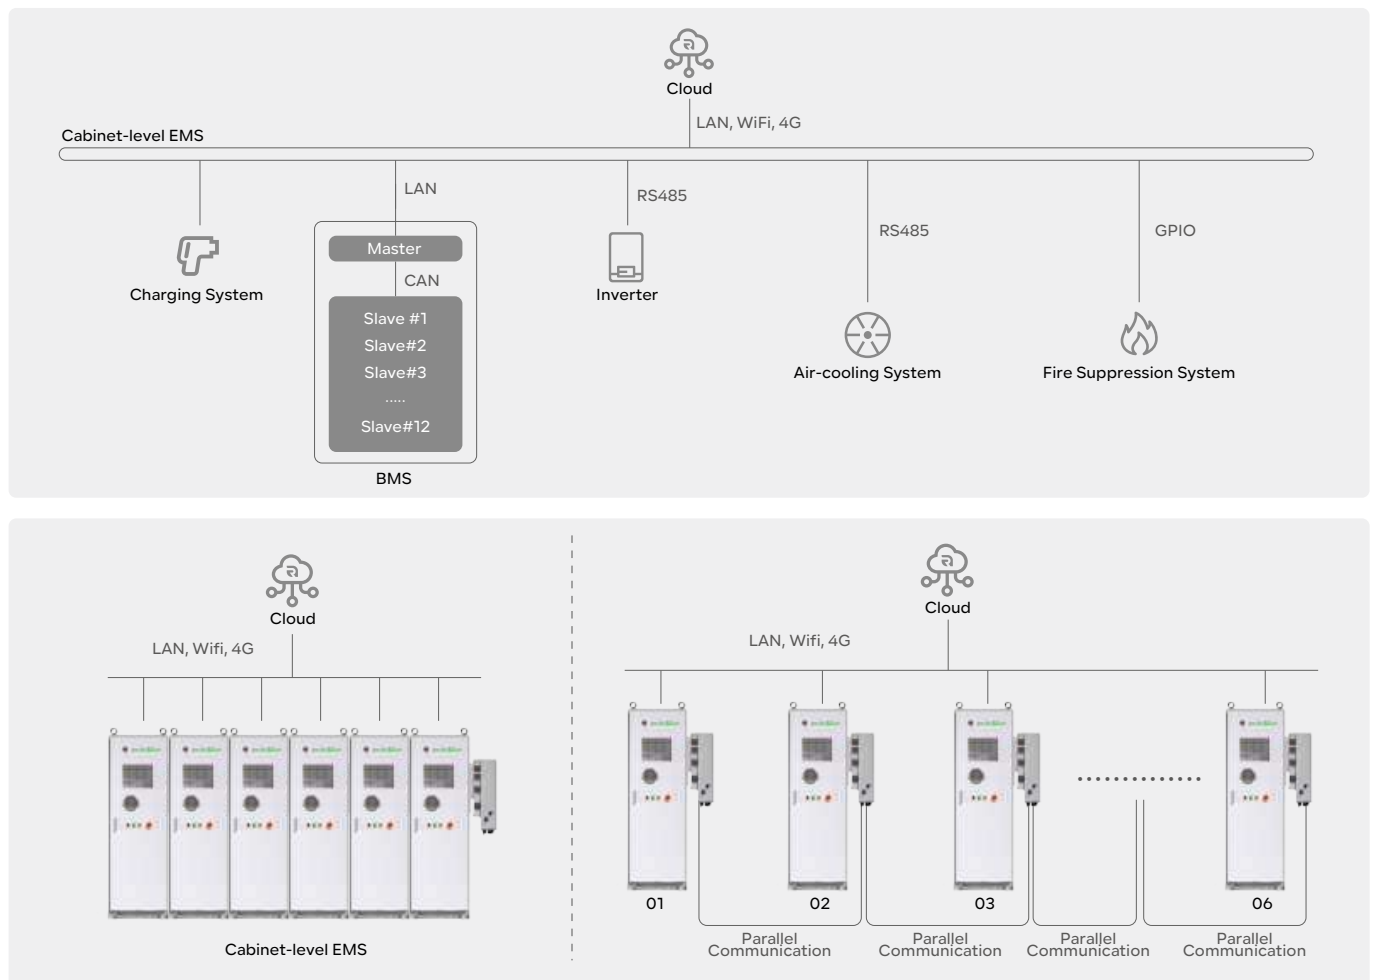 Cloud
LAN, WiFi, 4G
Cabinet-level EMS
LAN
RS485
RS485
GPIO
Master
CAN
Charging System
Inverter
Slave #1
Slave#2
Slave#3
.....
Slave#12
Air-cooling System
Fire Suppression System
BMS
Cloud
LAN, Wifi, 4G
Cabinet-level EMS
Cloud
LAN, Wifi, 4G
01
02
03
06
Parallel
Communication
Parallel
Communication
Parallel
Communication
Parallel
Communication